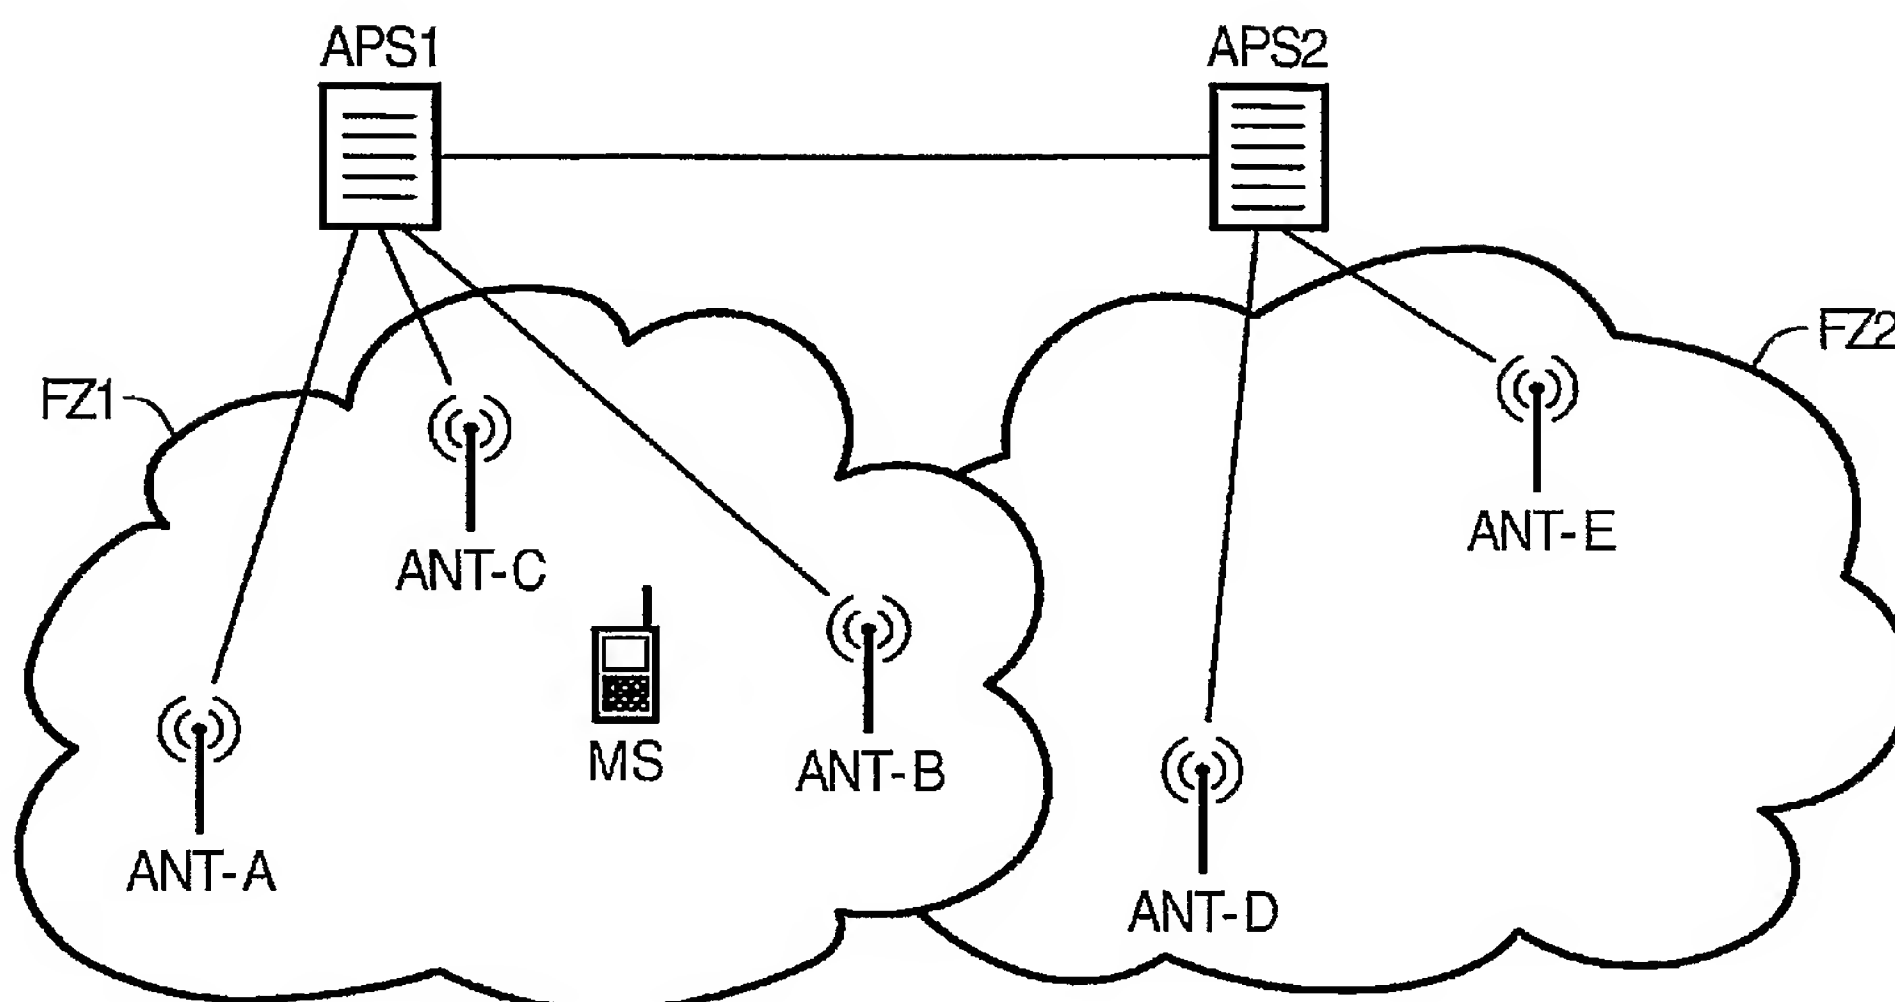 APS1
APS2
FZ1
FZ2
ANT-C
ANT-E
MS
ANT-B
ANT-A
ANT-D